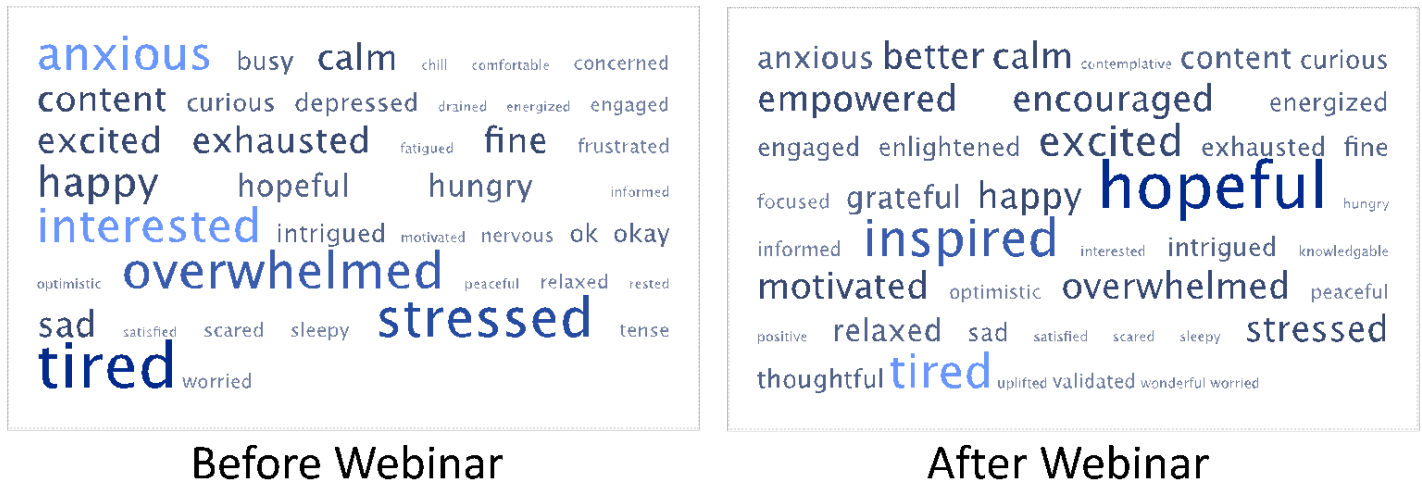 anxious busy calm chill comfortable concerned
content curious depressed drained energized engaged
excited exhausted fatigued fine frustrated
happy hopeful hungry informed
interested intrigued motivated nervous ok okay
optimistic overwhelmed peaceful relaxed rested
sad satisfied scared sleepy stressed tense
tired worried
Before Webinar
anxious better calm contemplative content curious
empowered encouraged energized
engaged enlightened excited exhausted fine
focused grateful happy hopeful hungry
informed inspired interested intrigued knowledgable
motivated optimistic overwhelmed peaceful
positive relaxed sad satisfied scared sleepy stressed
thoughtful tired uplifted validated wonderful worried
After Webinar